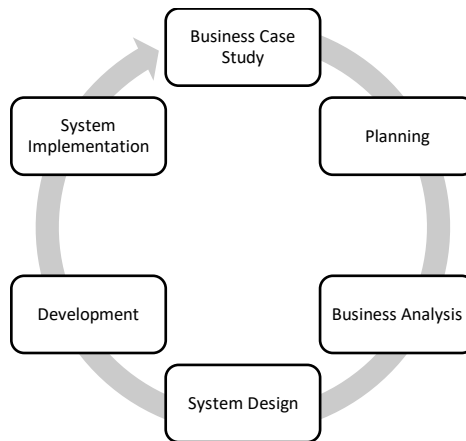 Business Case
Study
Planning
Business Analysis
System Design
Development
System
Implementation